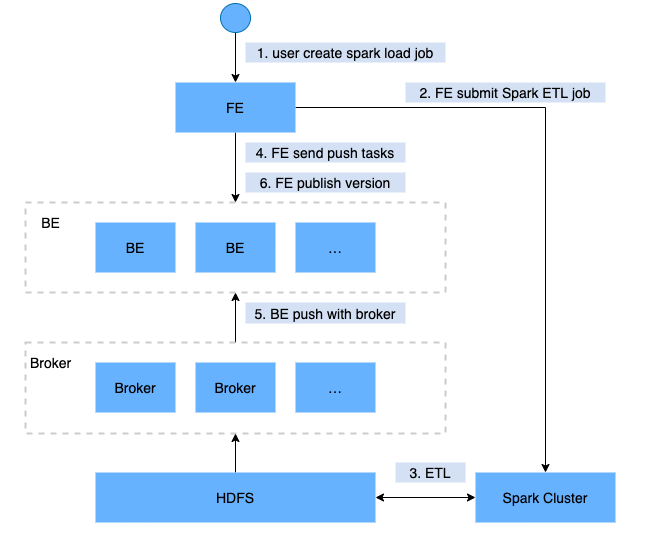 1. user create spark load job
2. FE submit Spark ETL job
FE
4. FE send push tasks
6. FE publish version
BE
BE
BE
...
5. BE push with broker
Broker
Broker
Broker
...
3. ETL
HDFS
Spark Cluster